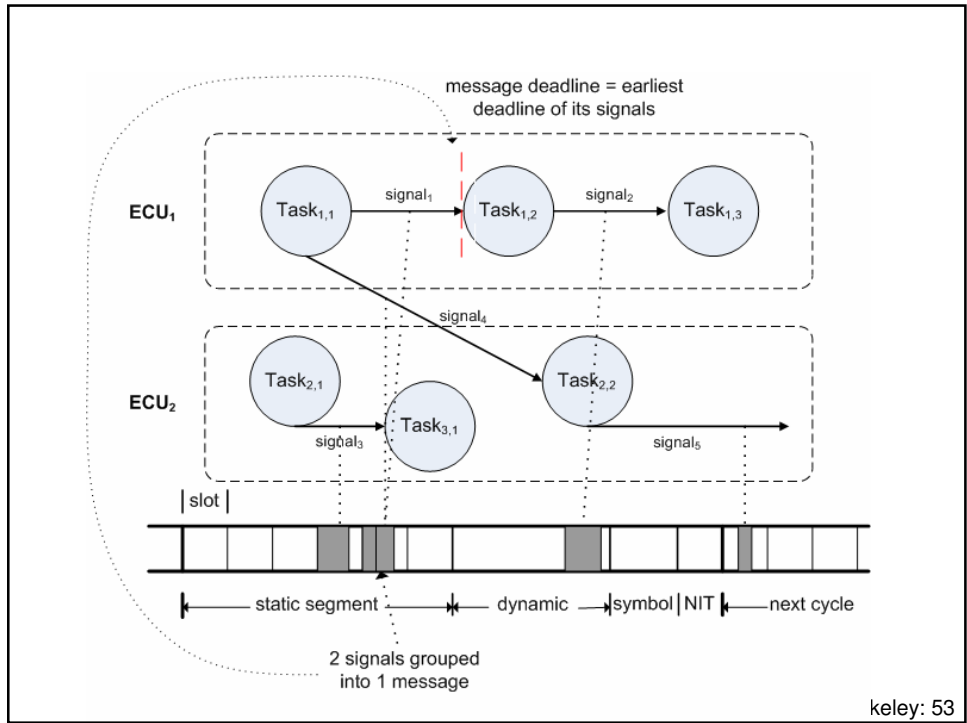 message deadline = earliest
deadline of its signals
ECU₁
Task₁,₁
signal₁
Task₁,₂
signal₂
Task₁,₃
signal₄
ECU₂
Task₂,₁
signal₃
Task₃,₁
Task₂,₂
signal₅
slot
static segment
dynamic
symbol
NIT
next cycle
2 signals grouped
into 1 message
keley: 53